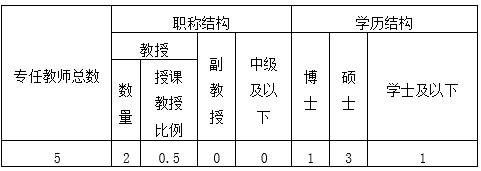 专任教师总数 职称结构 学历结构
教授 副教授 中级及以下 博士 硕士 学士及以下
数量 授课教授比例
5 2 0.5 0 0 1 3 1